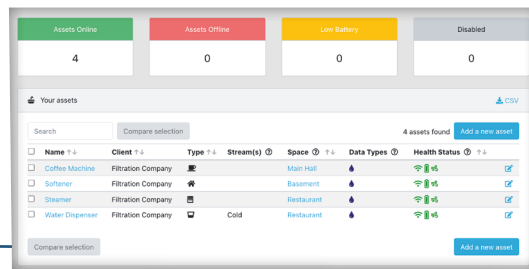 Assets Online
Assets Offline
Low Battery
Disabled
4
0
0
0
Your assets
CSV
Search
Compare selection
4 assets found
Add a new asset
Name Client Type Stream(s) Space Data Types Health Status
Coffee Machine Filtration Company Main Hall
Softener Filtration Company Basement
Steamer Filtration Company Restaurant
Water Dispenser Filtration Company Cold Restaurant
Compare selection
Add a new asset